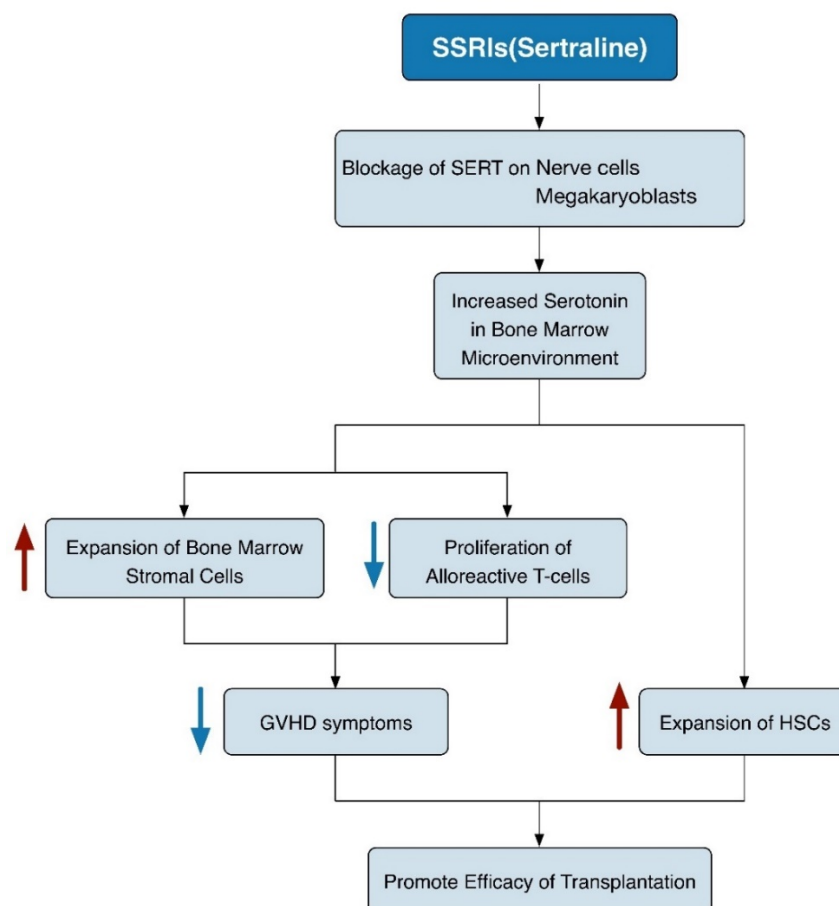 SSRIs(Sertraline)
Blockage of SERT on Nerve cells
Megakaryoblasts
Increased Serotonin
in Bone Marrow
Microenvironment
Expansion of Bone Marrow
Stromal Cells
Proliferation of
Alloreactive T-cells
GVHD symptoms
Expansion of HSCs
Promote Efficacy of Transplantation